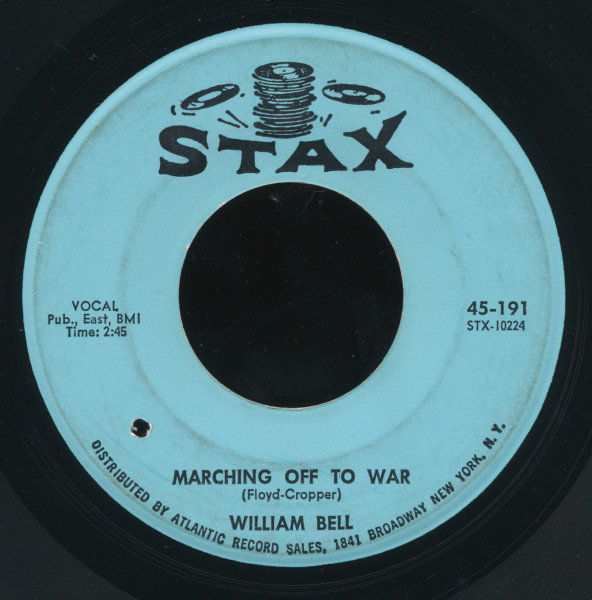 STAX
VOCAL
Pub., East, BMI
Time: 2:45
45-191
STX-10224
MARCHING OFF TO WAR
(Floyd-Cropper)
WILLIAM BELL
DISTRIBUTED BY ATLANTIC RECORD SALES, 1841 BROADWAY NEW YORK, N. Y.